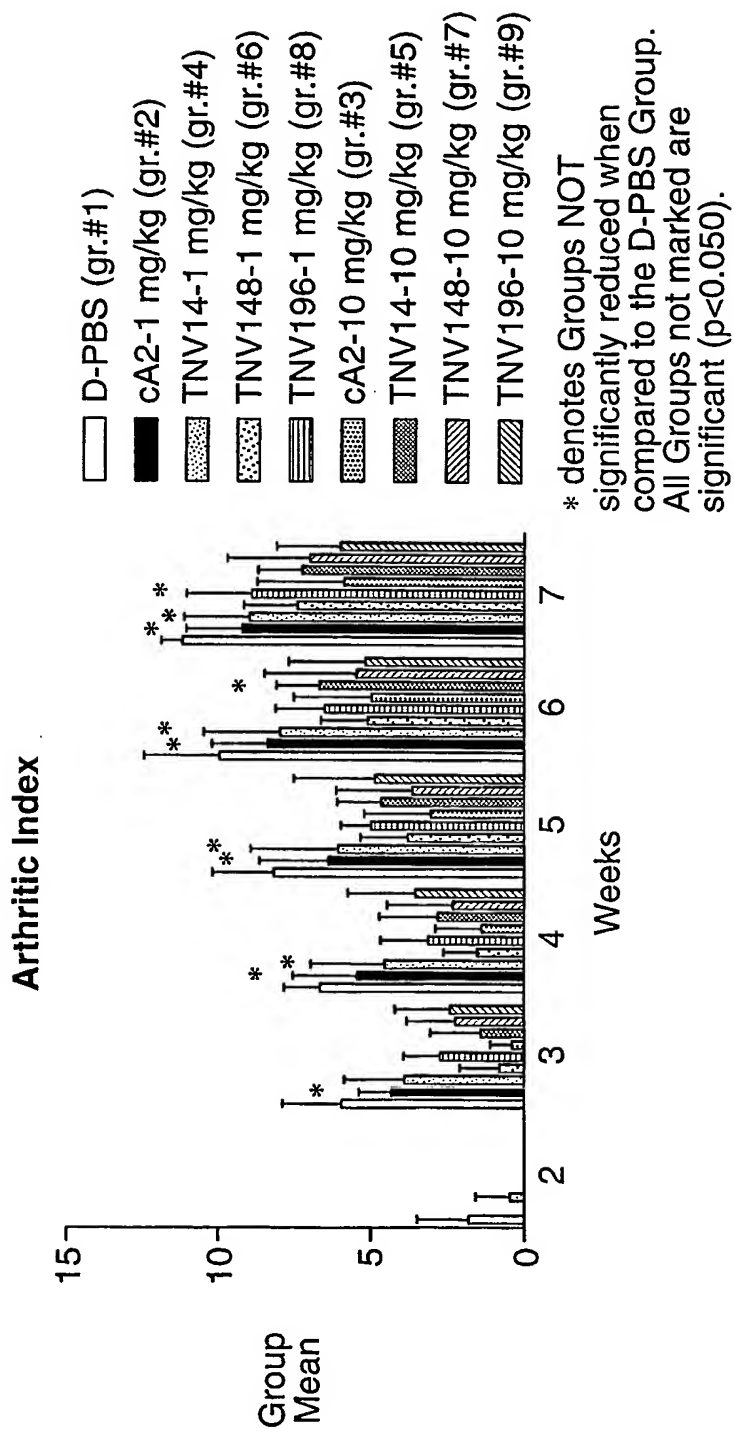 Arthritic Index
Group
Mean
15
10
5
0
*
* *
* *
* * *
* * *
2
3
4
5
6
7
Weeks
D-PBS (gr.#1)
cA2-1 mg/kg (gr.#2)
TNV14-1 mg/kg (gr.#4)
TNV148-1 mg/kg (gr.#6)
TNV196-1 mg/kg (gr.#8)
cA2-10 mg/kg (gr.#3)
TNV14-10 mg/kg (gr.#5)
TNV148-10 mg/kg (gr.#7)
TNV196-10 mg/kg (gr.#9)
* denotes Groups NOT
significantly reduced when
compared to the D-PBS Group.
All Groups not marked are
significant (p<0.050).